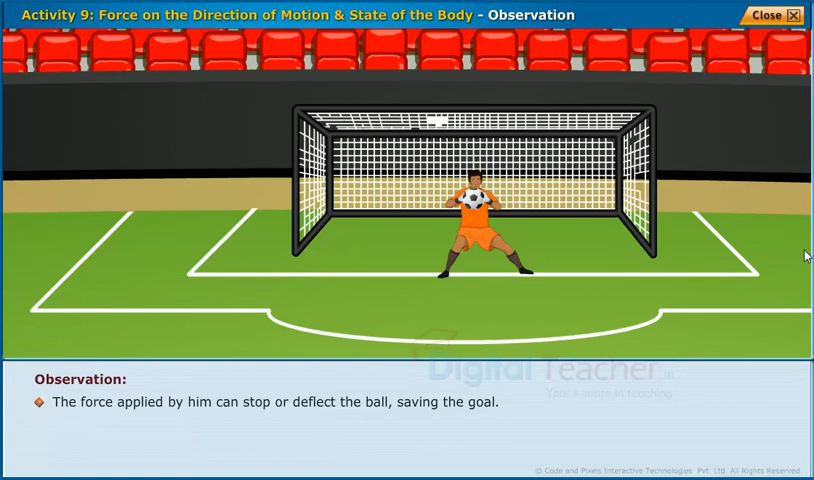 Activity 9: Force on the Direction of Motion & State of the Body - Observation
Close
Observation:
The force applied by him can stop or deflect the ball, saving the goal.
Digital Teacher.in
Your e-mate in teaching
© Code and Pixels Interactive Technologies Pvt. Ltd. All Rights Reserved.